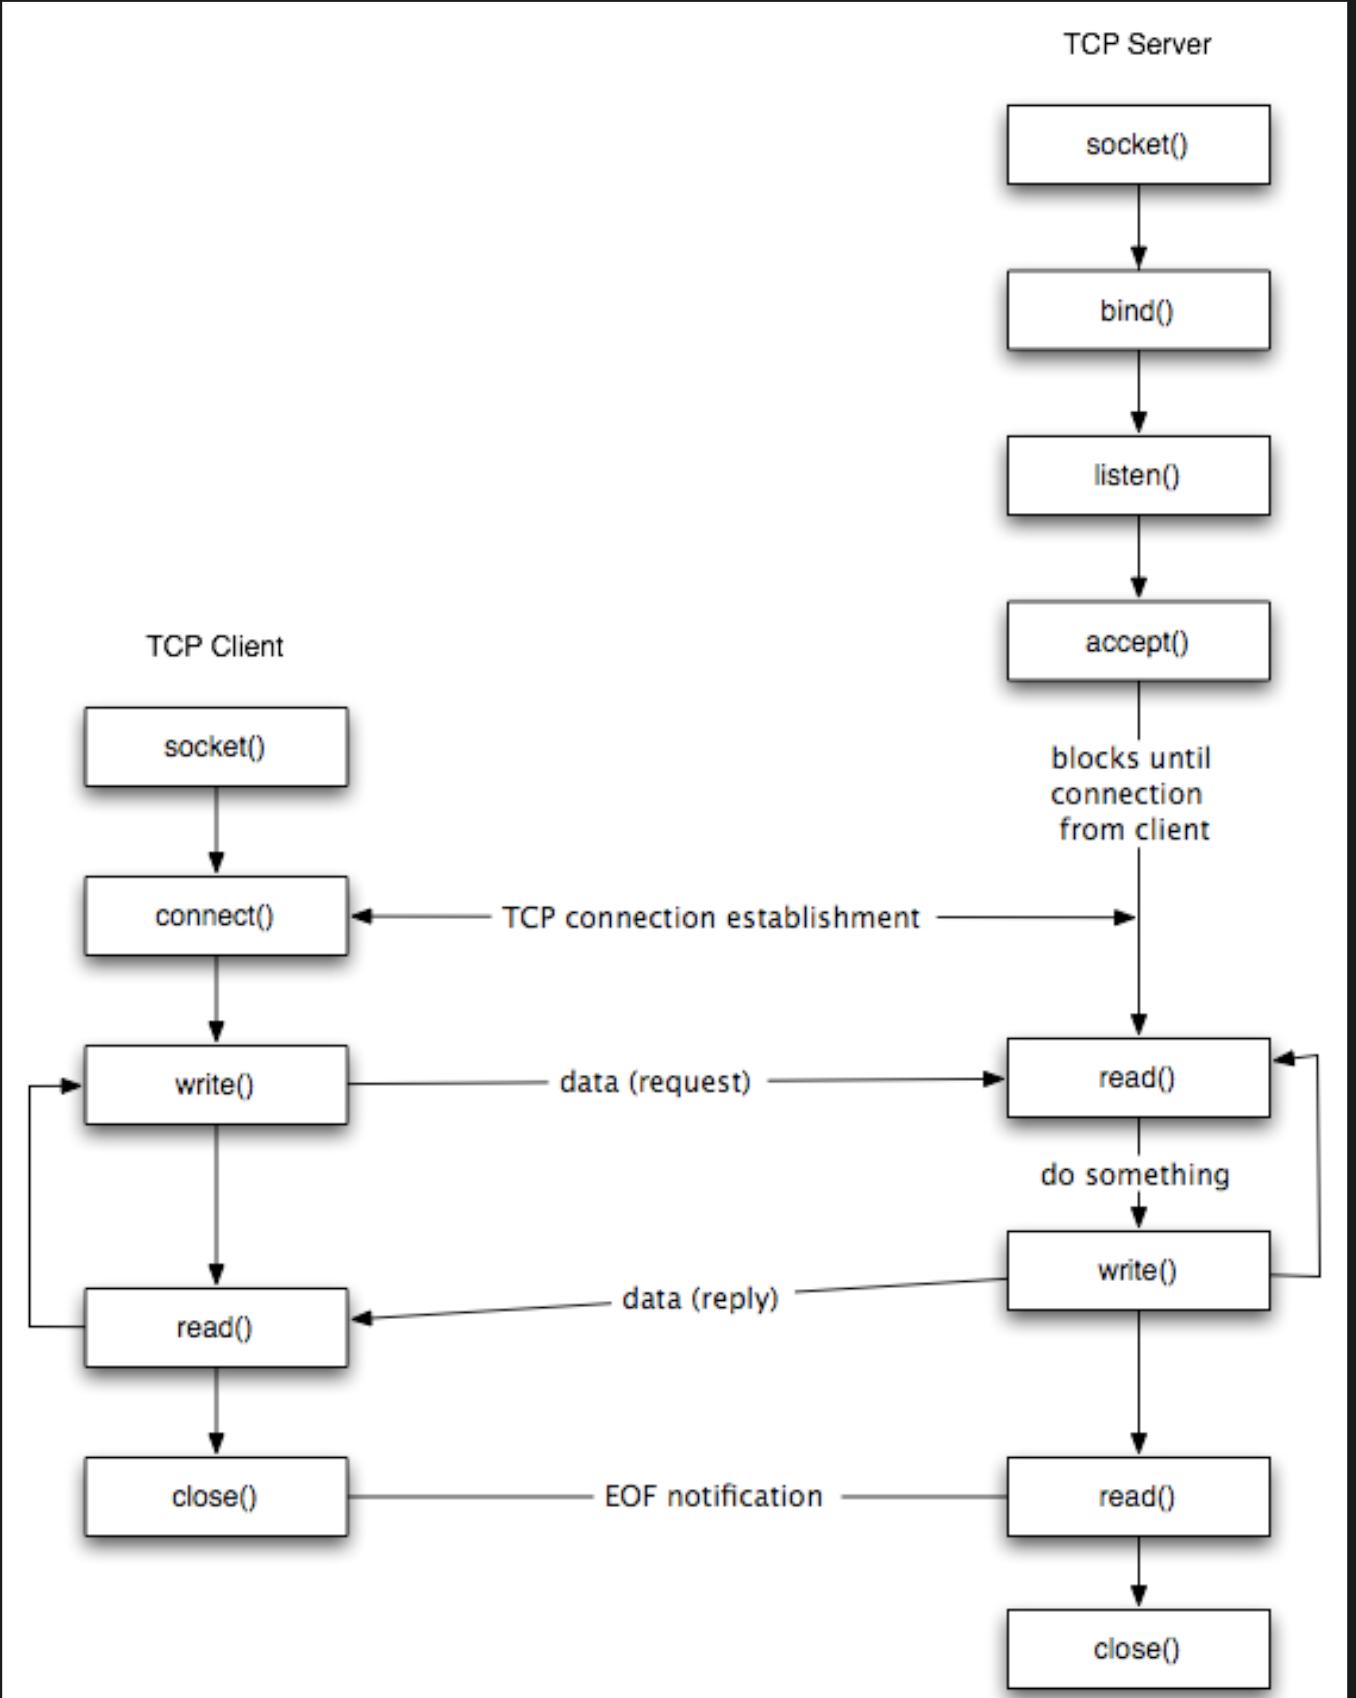 TCP Server
socket()
bind()
listen()
accept()
TCP Client
socket()
blocks until
connection
from client
connect()
TCP connection establishment
write()
data (request)
read()
do something
write()
data (reply)
read()
close()
EOF notification
read()
close()